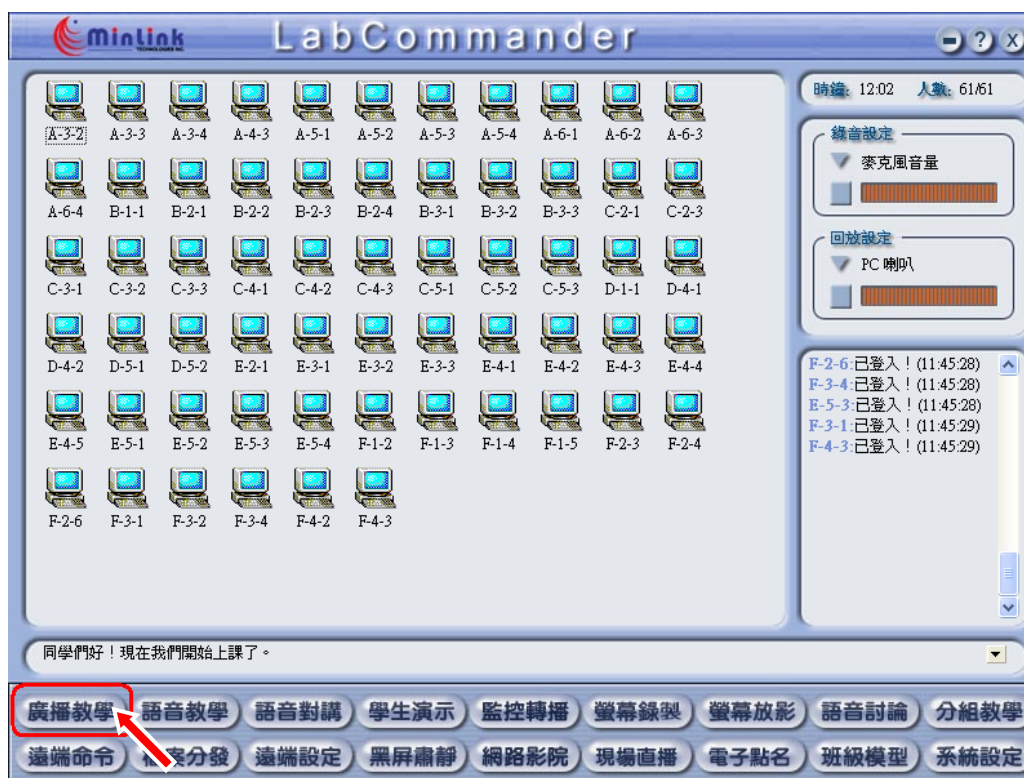 Minlink
TECHNOLOGIES INC.
LabCommander
時鐘: 12:02 人數: 61/61
A-3-2 A-3-3 A-3-4 A-4-3 A-5-1 A-5-2 A-5-3 A-5-4 A-6-1 A-6-2 A-6-3
錄音設定
麥克風音量
A-6-4 B-1-1 B-2-1 B-2-2 B-2-3 B-2-4 B-3-1 B-3-2 B-3-3 C-2-1 C-2-3
回放設定
PC 喇叭
C-3-1 C-3-2 C-3-3 C-4-1 C-4-2 C-4-3 C-5-1 C-5-2 C-5-3 D-1-1 D-4-1
D-4-2 D-5-1 D-5-2 E-2-1 E-3-1 E-3-2 E-3-3 E-4-1 E-4-2 E-4-3 E-4-4
E-4-5 E-5-1 E-5-2 E-5-3 E-5-4 F-1-2 F-1-3 F-1-4 F-1-5 F-2-3 F-2-4
F-2-6 F-3-1 F-3-2 F-3-4 F-4-2 F-4-3
F-2-6:已登入！(11:45:28)
F-3-4:已登入！(11:45:28)
E-5-3:已登入！(11:45:28)
F-3-1:已登入！(11:45:29)
F-4-3:已登入！(11:45:29)
同學們好！現在我們開始上課了。
廣播教學 語音教學 語音對講 學生演示 監控轉播 螢幕錄製 螢幕放影 語音討論 分組教學
遠端命令 檔案分發 遠端設定 黑屏肅靜 網路影院 現場直播 電子點名 班級模型 系統設定